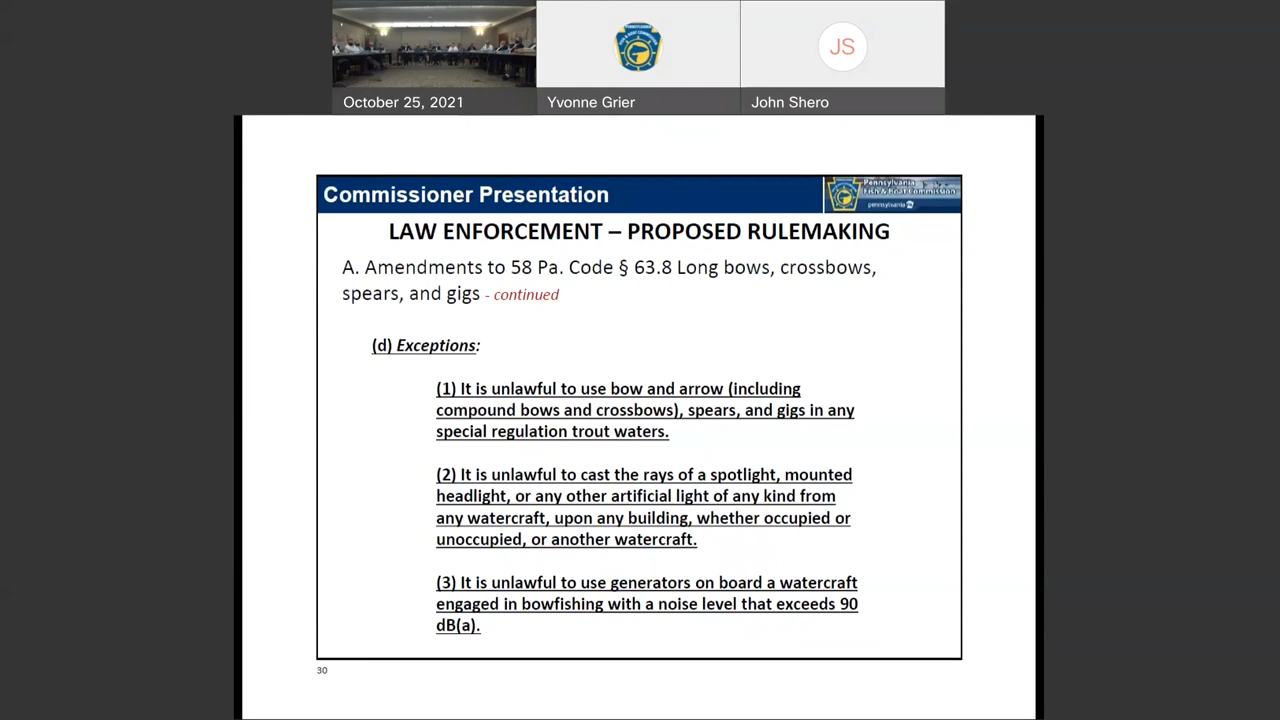 JS
October 25, 2021
Yvonne Grier
John Shero
Commissioner Presentation
Pennsylvania
Fish & Boat Commission
pennsylvania
LAW ENFORCEMENT – PROPOSED RULEMAKING
A. Amendments to 58 Pa. Code § 63.8 Long bows, crossbows,
spears, and gigs - continued
(d) Exceptions:
(1) It is unlawful to use bow and arrow (including
compound bows and crossbows), spears, and gigs in any
special regulation trout waters.
(2) It is unlawful to cast the rays of a spotlight, mounted
headlight, or any other artificial light of any kind from
any watercraft, upon any building, whether occupied or
unoccupied, or another watercraft.
(3) It is unlawful to use generators on board a watercraft
engaged in bowfishing with a noise level that exceeds 90
dB(a).
30